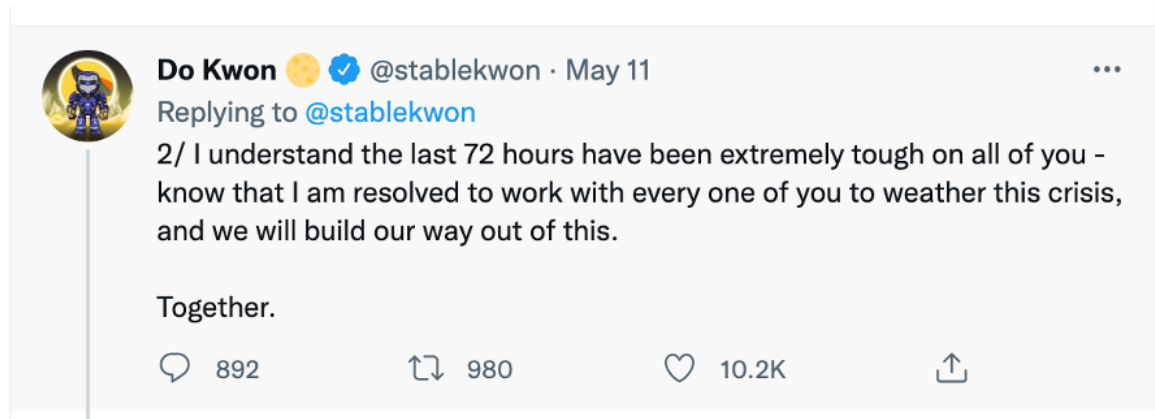 Do Kwon @stablekwon · May 11
Replying to @stablekwon
2/ I understand the last 72 hours have been extremely tough on all of you -
know that I am resolved to work with every one of you to weather this crisis,
and we will build our way out of this.
Together.
892 980 10.2K